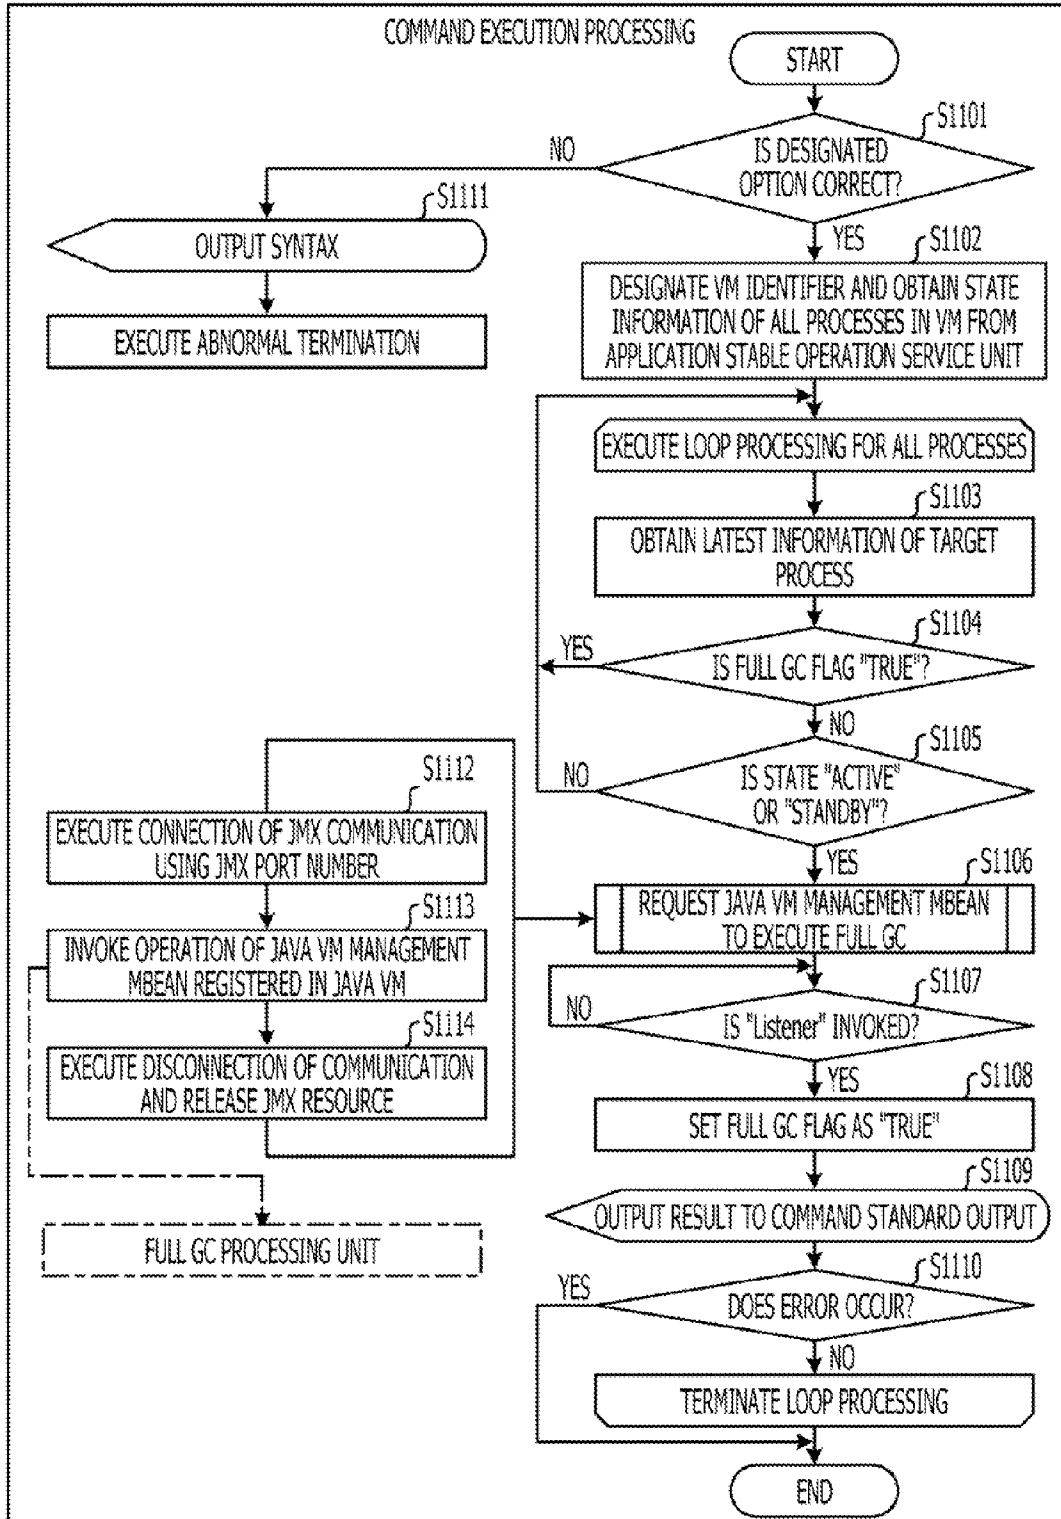 COMMAND EXECUTION PROCESSING
START
S1101
IS DESIGNATED
OPTION CORRECT?
NO
YES
S1111
OUTPUT SYNTAX
EXECUTE ABNORMAL TERMINATION
S1102
DESIGNATE VM IDENTIFIER AND OBTAIN STATE
INFORMATION OF ALL PROCESSES IN VM FROM
APPLICATION STABLE OPERATION SERVICE UNIT
EXECUTE LOOP PROCESSING FOR ALL PROCESSES
S1103
OBTAIN LATEST INFORMATION OF TARGET
PROCESS
S1104
YES
IS FULL GC FLAG "TRUE"?
NO
S1105
NO
IS STATE "ACTIVE"
OR "STANDBY"?
YES
S1112
EXECUTE CONNECTION OF JMX COMMUNICATION
USING JMX PORT NUMBER
S1113
INVOKE OPERATION OF JAVA VM MANAGEMENT
MBEAN REGISTERED IN JAVA VM
S1114
EXECUTE DISCONNECTION OF COMMUNICATION
AND RELEASE JMX RESOURCE
FULL GC PROCESSING UNIT
S1106
REQUEST JAVA VM MANAGEMENT MBEAN
TO EXECUTE FULL GC
S1107
NO
IS "Listener" INVOKED?
YES
S1108
SET FULL GC FLAG AS "TRUE"
S1109
OUTPUT RESULT TO COMMAND STANDARD OUTPUT
S1110
YES
DOES ERROR OCCUR?
NO
TERMINATE LOOP PROCESSING
END